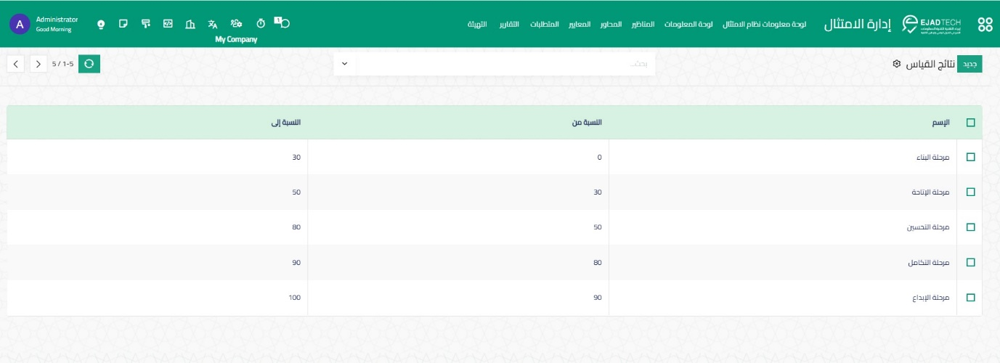 EJADTECH
إدارة الامتثال
لوحة معلومات نظام الامتثال
لوحة المعلومات
المناظير
المحاور
المعايير
المتطلبات
التقارير
التهيئة
1
My Company
Administrator
Good Morning
A
جديد
نتائج القياس
بحث...
5 / 1-5
الإسم النسبة من النسبة إلى
مرحلة البناء 0 30
مرحلة الإتاحة 30 50
مرحلة التحسين 50 80
مرحلة التكامل 80 90
مرحلة الإبداع 90 100